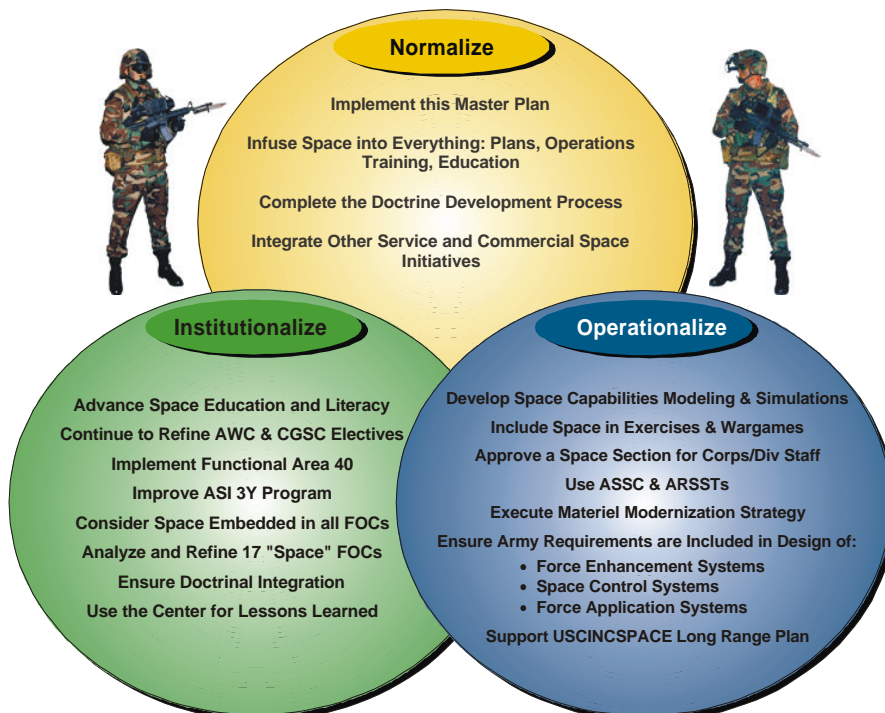 Normalize
Implement this Master Plan
Infuse Space into Everything: Plans, Operations
Training, Education
Complete the Doctrine Development Process
Integrate Other Service and Commercial Space
Initiatives
Institutionalize
Advance Space Education and Literacy
Continue to Refine AWC & CGSC Electives
Implement Functional Area 40
Improve ASI 3Y Program
Consider Space Embedded in all FOCs
Analyze and Refine 17 "Space" FOCs
Ensure Doctrinal Integration
Use the Center for Lessons Learned
Operationalize
Develop Space Capabilities Modeling & Simulations
Include Space in Exercises & Wargames
Approve a Space Section for Corps/Div Staff
Use ASSC & ARSSTs
Execute Materiel Modernization Strategy
Ensure Army Requirements are Included in Design of:
• Force Enhancement Systems
• Space Control Systems
• Force Application Systems
Support USCINCSPACE Long Range Plan